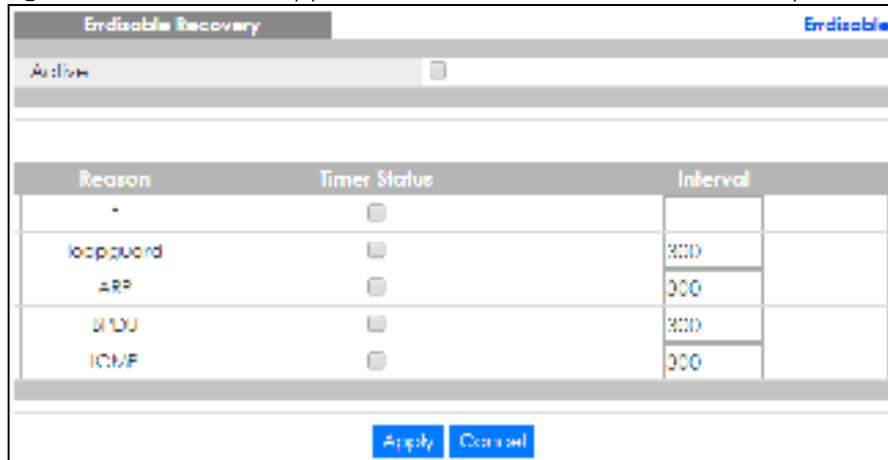 Errdisable Recovery Errdisable
Active
Reason Timer Status Interval
*
loopguard 300
ARP 300
BPDU 300
IGMP 300
Apply Cancel